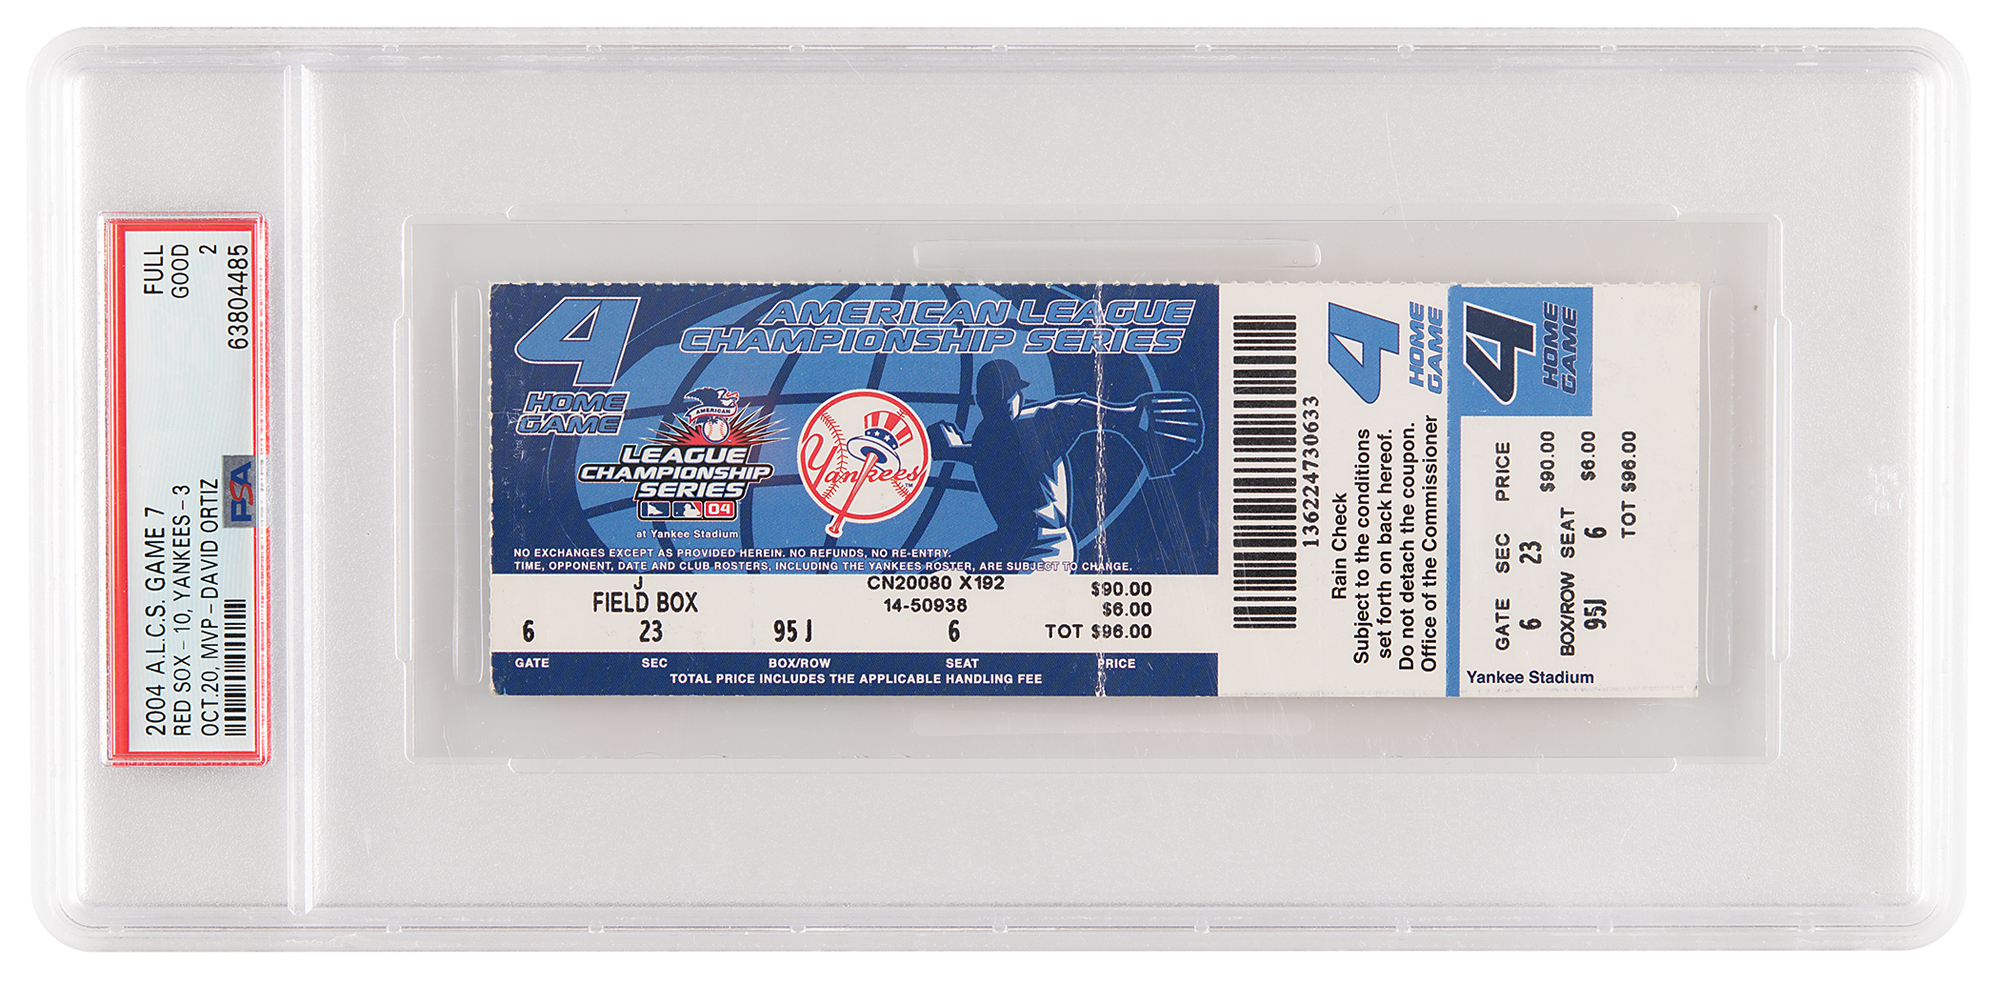 2004 A.L.C.S. GAME 7 FULL
RED SOX - 10, YANKEES - 3 GOOD
OCT.20, MVP - DAVID ORTIZ 2
PSA 63804485
4
HOME
GAME
AMERICAN LEAGUE
CHAMPIONSHIP SERIES
AMERICAN
LEAGUE
CHAMPIONSHIP
SERIES
04
at Yankee Stadium
Yankees
TM
NO EXCHANGES EXCEPT AS PROVIDED HEREIN. NO REFUNDS, NO RE-ENTRY.
TIME, OPPONENT, DATE AND CLUB ROSTERS, INCLUDING THE YANKEES ROSTER, ARE SUBJECT TO CHANGE.
J CN20080 X192 $90.00
FIELD BOX 14-50938 $6.00
6 23 95J 6 TOT $96.00
GATE SEC BOX/ROW SEAT PRICE
TOTAL PRICE INCLUDES THE APPLICABLE HANDLING FEE
1362247730633
4
HOME
GAME
Rain Check
Subject to the conditions
set forth on back hereof.
Do not detach the coupon.
Office of the Commissioner
4
HOME
GAME
GATE SEC PRICE
6 23 $90.00
BOX/ROW SEAT $6.00
95J 6
TOT $96.00
Yankee Stadium